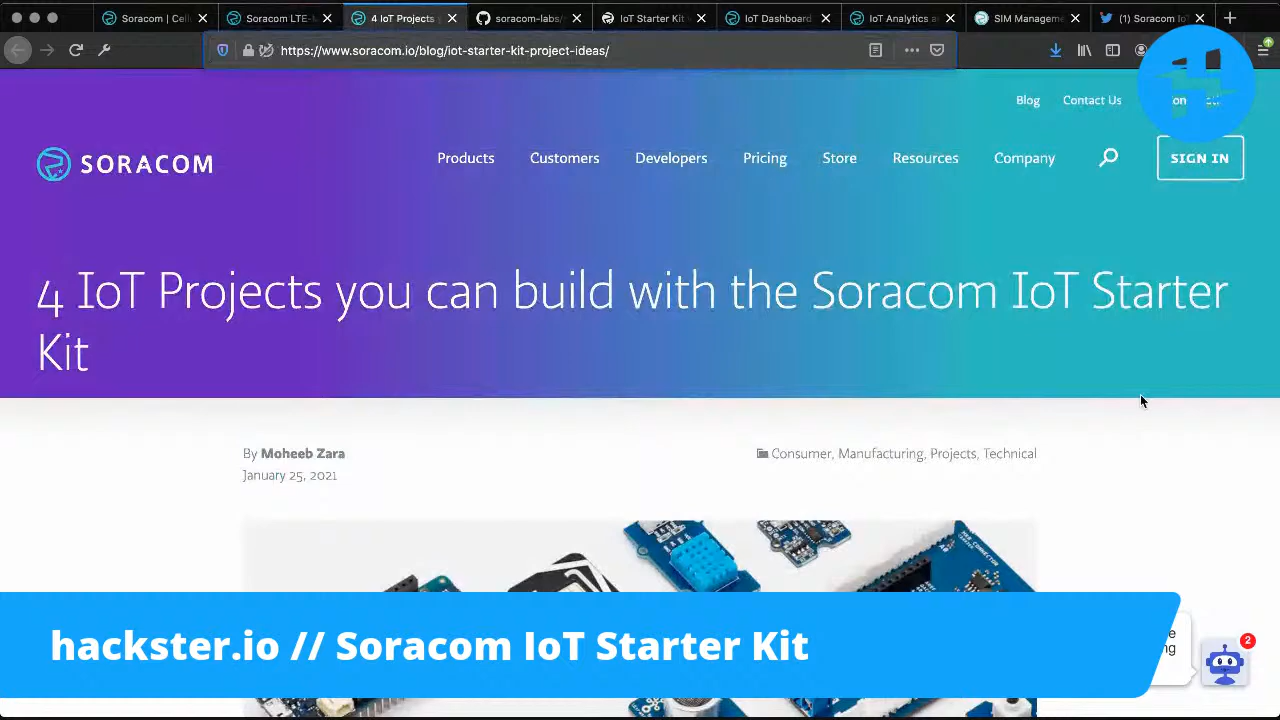 Soracom | Cell
Soracom LTE-M
4 IoT Projects y
soracom-labs/
IoT Starter Kit
IoT Dashboard
IoT Analytics a
SIM Manageme
(1) Soracom Io
https://www.soracom.io/blog/iot-starter-kit-project-ideas/
Blog
Contact Us
SORACOM
Products
Customers
Developers
Pricing
Store
Resources
Company
SIGN IN
4 IoT Projects you can build with the Soracom IoT Starter
Kit
By Moheeb Zara
Consumer, Manufacturing, Projects, Technical
January 25, 2021
hackster.io // Soracom IoT Starter Kit
2